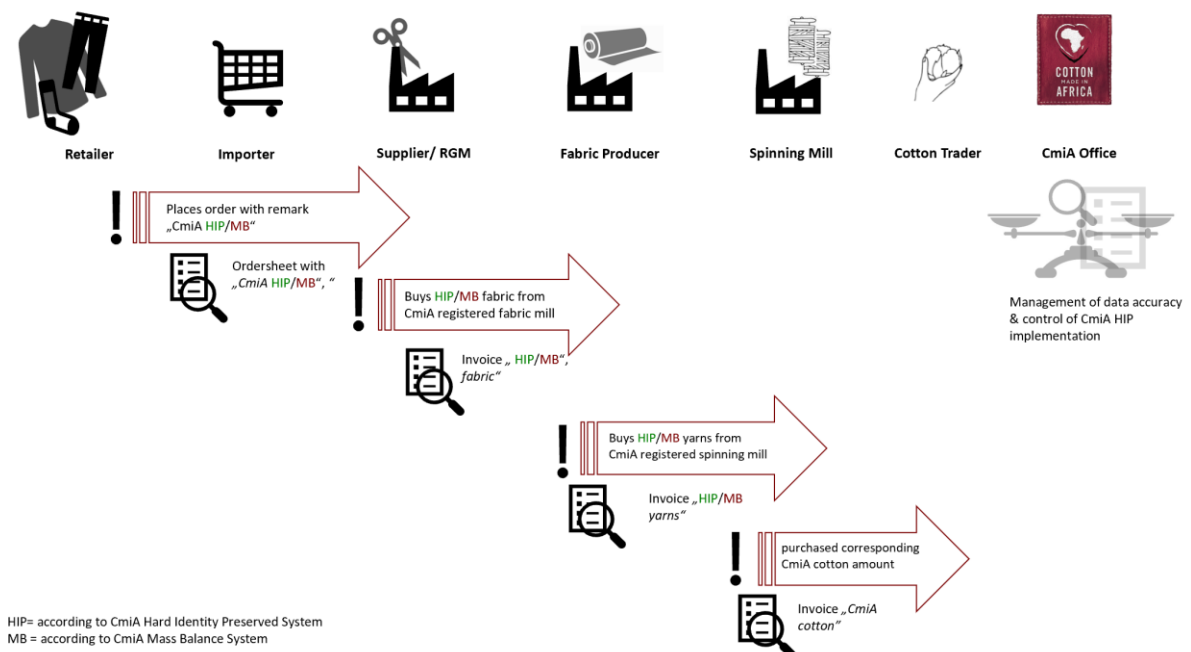 COTTON
MADE IN
AFRICA
Retailer
Importer
Supplier/ RGM
Fabric Producer
Spinning Mill
Cotton Trader
CmiA Office
Places order with remark
„CmiA HIP/MB“
Ordersheet with
„CmiA HIP/MB“, “
Buys HIP/MB fabric from
CmiA registered fabric mill
Invoice „ HIP/MB“,
fabric“
Management of data accuracy
& control of CmiA HIP
implementation
Buys HIP/MB yarns from
CmiA registered spinning mill
Invoice „HIP/MB
yarns“
purchased corresponding
CmiA cotton amount
Invoice „CmiA
cotton“
HIP= according to CmiA Hard Identity Preserved System
MB = according to CmiA Mass Balance System